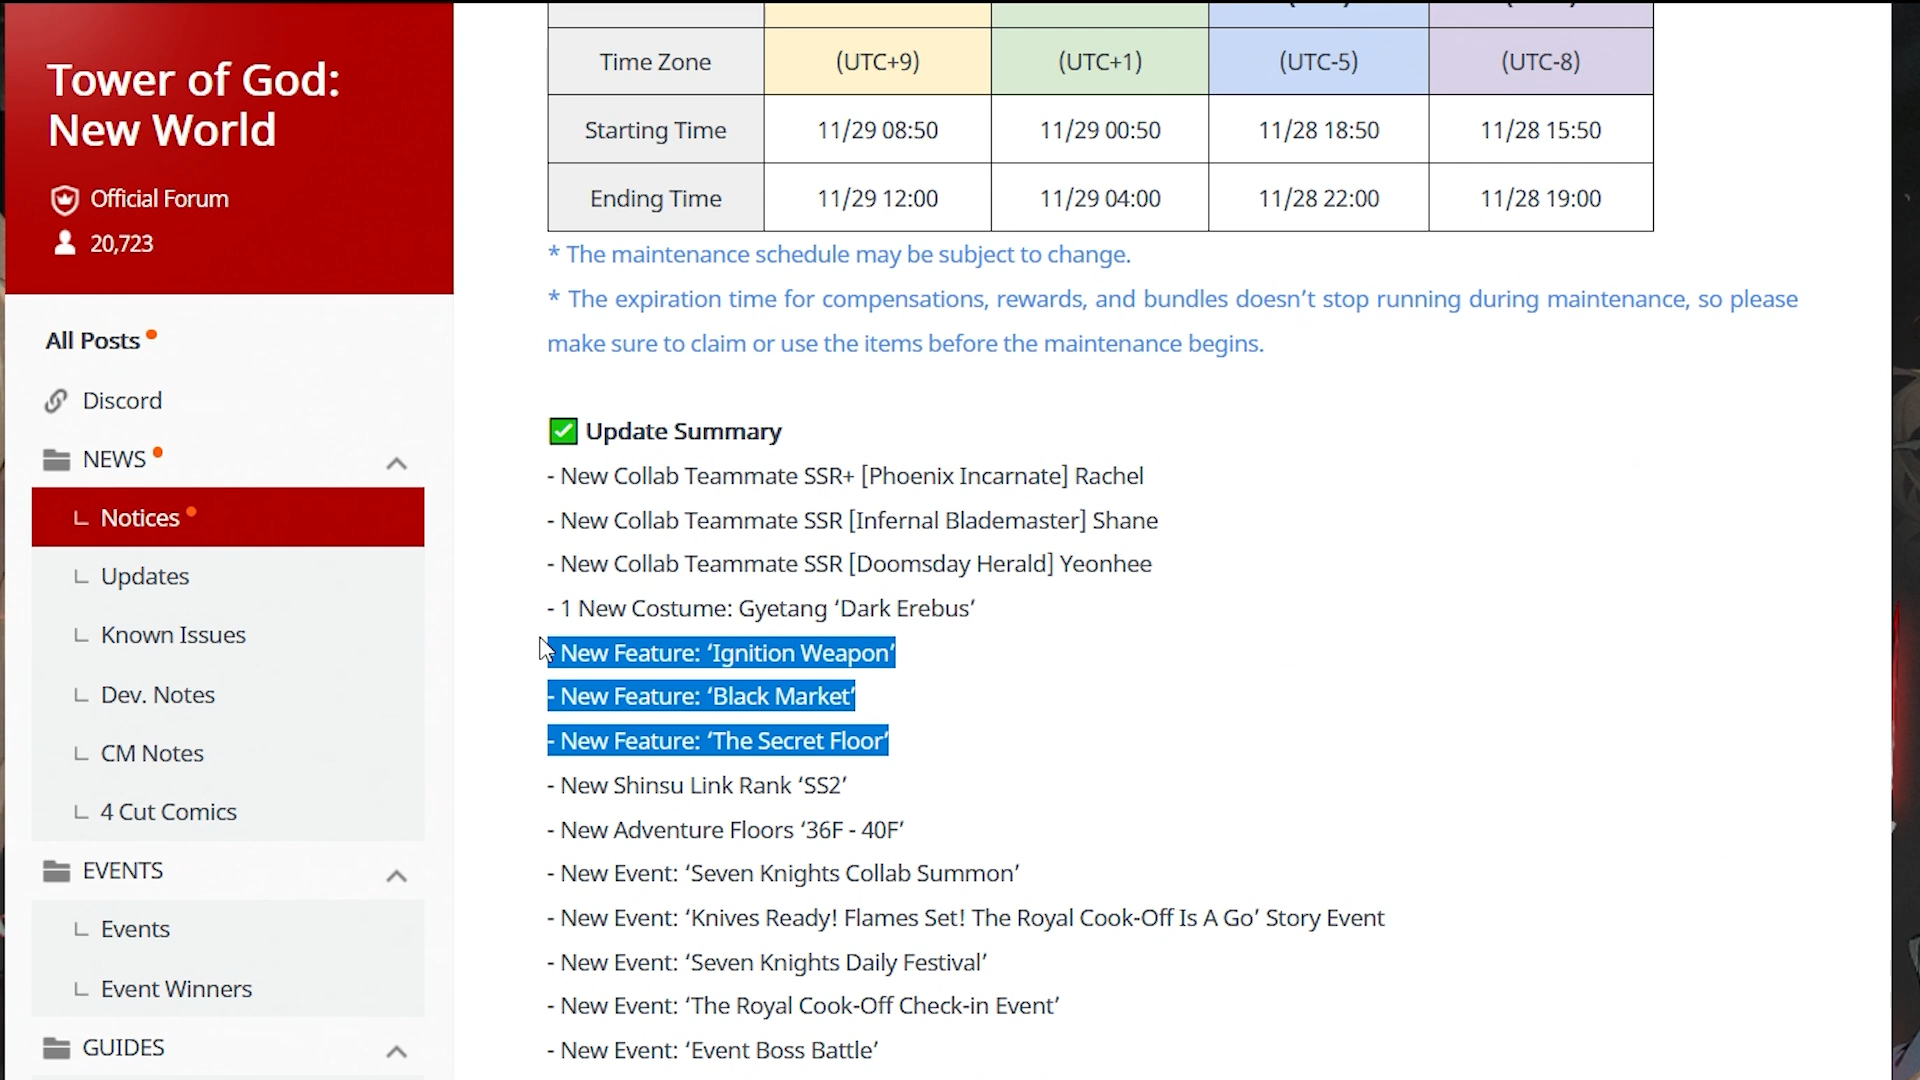 Tower of God:
New World
Official Forum
20,723
All Posts
Discord
NEWS
Notices
Updates
Known Issues
Dev. Notes
CM Notes
4 Cut Comics
EVENTS
Events
Event Winners
GUIDES
Time Zone (UTC+9) (UTC+1) (UTC-5) (UTC-8)
Starting Time 11/29 08:50 11/29 00:50 11/28 18:50 11/28 15:50
Ending Time 11/29 12:00 11/29 04:00 11/28 22:00 11/28 19:00
* The maintenance schedule may be subject to change.
* The expiration time for compensations, rewards, and bundles doesn’t stop running during maintenance, so please
make sure to claim or use the items before the maintenance begins.
✅ Update Summary
- New Collab Teammate SSR+ [Phoenix Incarnate] Rachel
- New Collab Teammate SSR [Infernal Blademaster] Shane
- New Collab Teammate SSR [Doomsday Herald] Yeonhee
- 1 New Costume: Gyetang ‘Dark Erebus’
- New Feature: ‘Ignition Weapon’
- New Feature: ‘Black Market’
- New Feature: ‘The Secret Floor’
- New Shinsu Link Rank ‘SS2’
- New Adventure Floors ‘36F - 40F’
- New Event: ‘Seven Knights Collab Summon’
- New Event: ‘Knives Ready! Flames Set! The Royal Cook-Off Is A Go’ Story Event
- New Event: ‘Seven Knights Daily Festival’
- New Event: ‘The Royal Cook-Off Check-in Event’
- New Event: ‘Event Boss Battle’